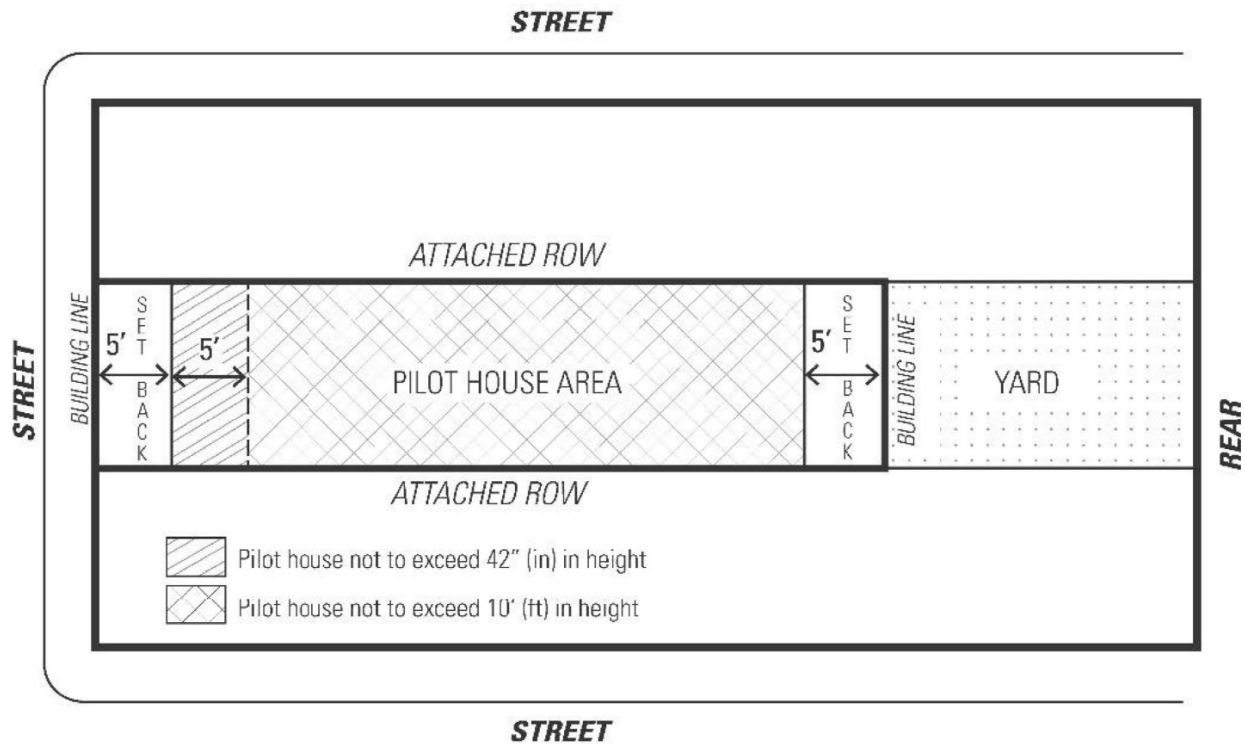 STREET
ATTACHED ROW
STREET
BUILDING LINE
5'
SET BACK
5'
PILOT HOUSE AREA
5'
SET BACK
BUILDING LINE
YARD
REAR
ATTACHED ROW
Pilot house not to exceed 42" (in) in height
Pilot house not to exceed 10' (ft) in height
STREET